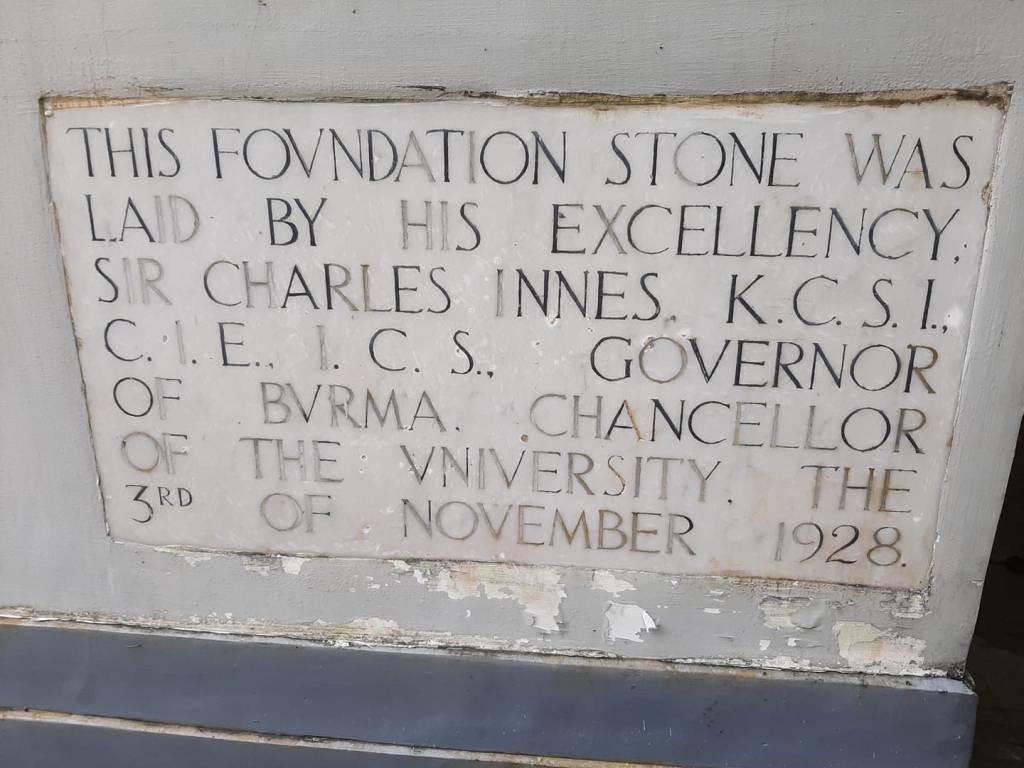 THIS FOVNDATION STONE WAS
LAID BY HIS EXCELLENCY,
SIR CHARLES INNES, K.C.S.I.,
C.I.E., I.C.S., GOVERNOR
OF BVRMA, CHANCELLOR
OF THE VNIVERSITY, THE
3RD OF NOVEMBER 1928.